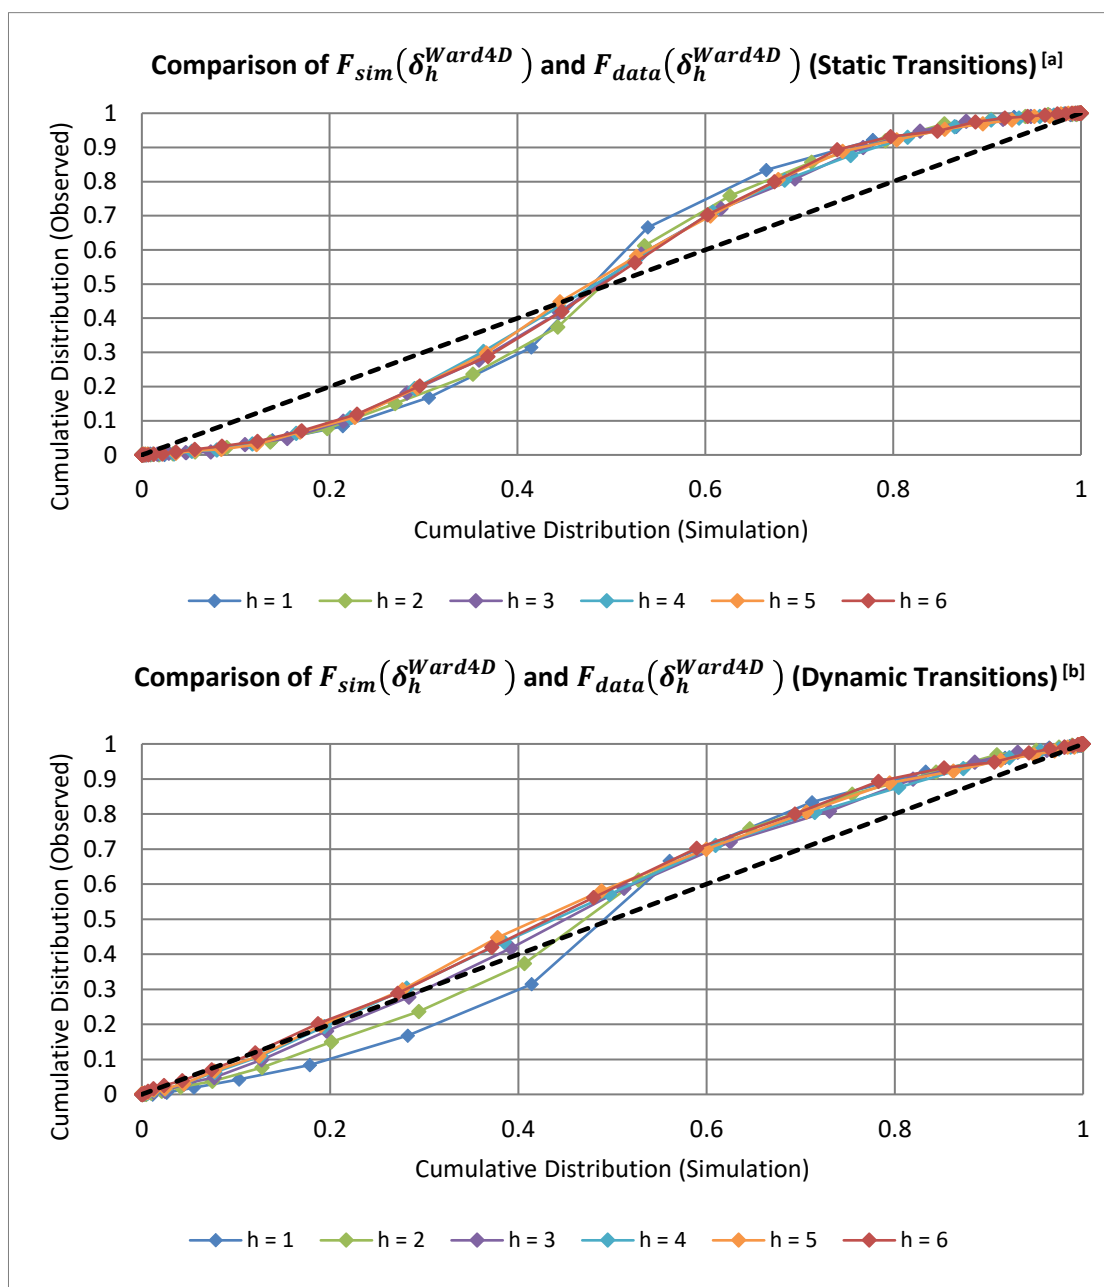 Comparison of F_sim(δ_h^Ward4D) and F_data(δ_h^Ward4D) (Static Transitions) [a]
Cumulative Disitribution (Observed)
1
0.9
0.8
0.7
0.6
0.5
0.4
0.3
0.2
0.1
0
0 0.2 0.4 0.6 0.8 1
Cumulative Distribution (Simulation)
h = 1 h = 2 h = 3 h = 4 h = 5 h = 6
Comparison of F_sim(δ_h^Ward4D) and F_data(δ_h^Ward4D) (Dynamic Transitions) [b]
Cumulative Disitribution (Observed)
1
0.9
0.8
0.7
0.6
0.5
0.4
0.3
0.2
0.1
0
0 0.2 0.4 0.6 0.8 1
Cumulative Distribution (Simulation)
h = 1 h = 2 h = 3 h = 4 h = 5 h = 6